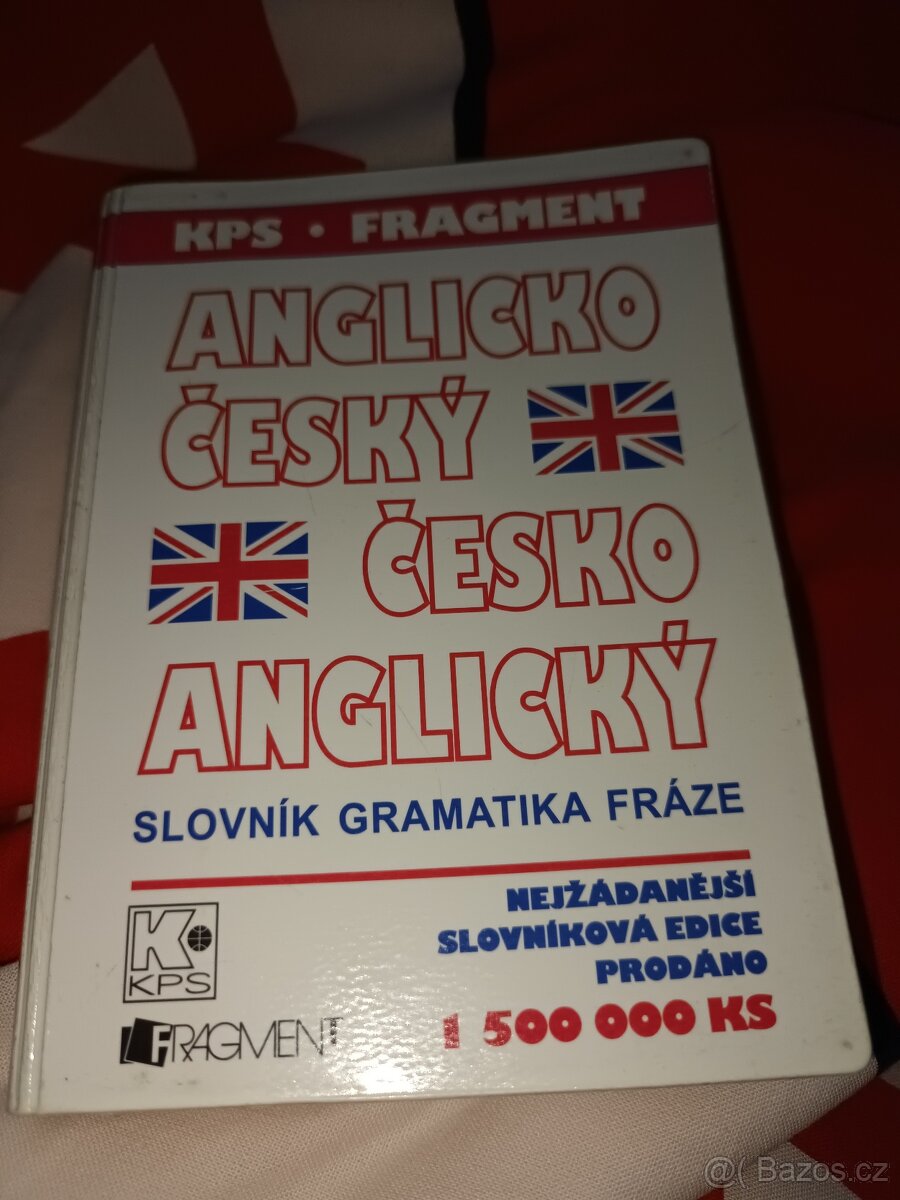 KPS • FRAGMENT
ANGLICKO
ČESKÝ
ČESKO
ANGLICKÝ
SLOVNÍK GRAMATIKA FRÁZE
NEJŽÁDANĚJŠÍ
SLOVNÍKOVÁ EDICE
PRODÁNO
1 500 000 KS
K
KPS
FRAGMENT
@( Bazos.cz